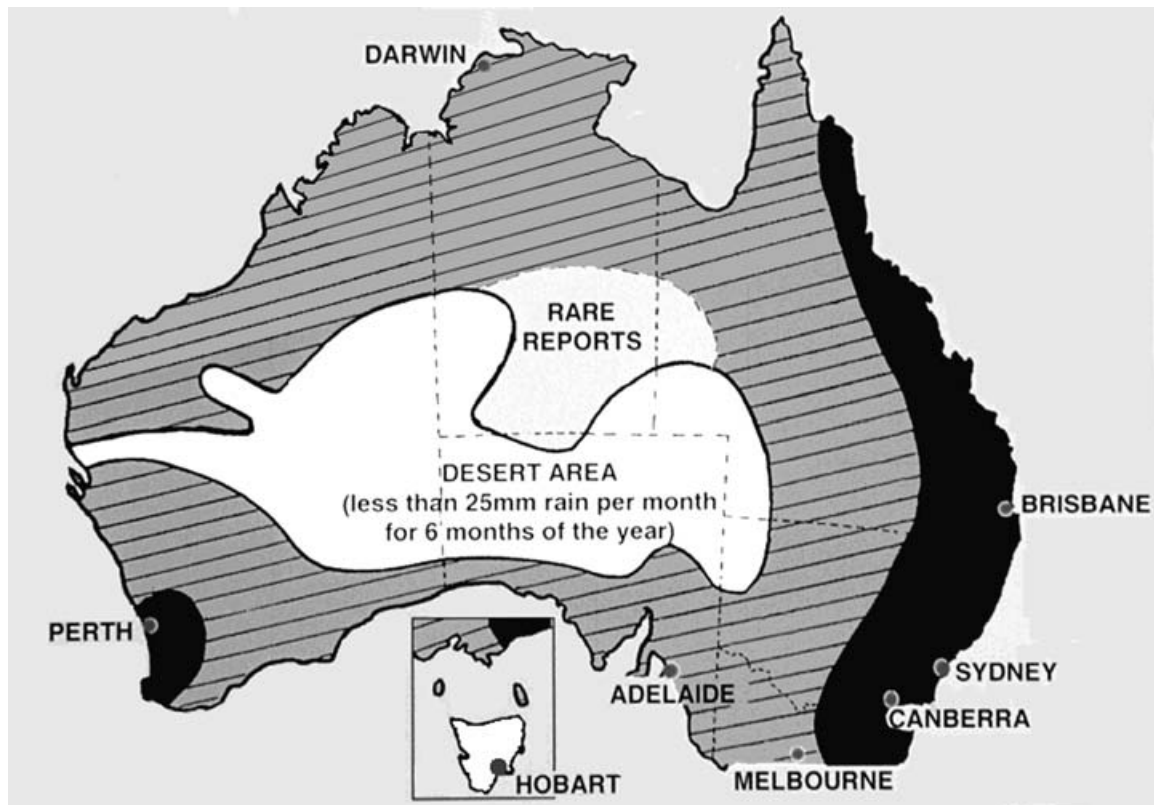 DARWIN
RARE
REPORTS
DESERT AREA
(less than 25mm rain per month
for 6 months of the year)
BRISBANE
PERTH
SYDNEY
ADELAIDE
CANBERRA
MELBOURNE
HOBART